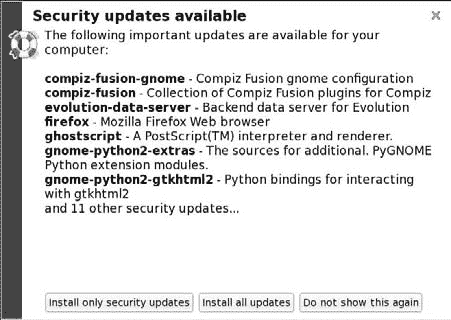 Security updates available
The following important updates are available for your
computer:
compiz-fusion-gnome - Compiz Fusion gnome configuration
compiz-fusion - Collection of Compiz Fusion plugins for Compiz
evolution-data-server - Backend data server for Evolution
firefox - Mozilla Firefox Web browser
ghostscript - A PostScript(TM) interpreter and renderer.
gnome-python2-extras - The sources for additional. PyGNOME
Python extension modules.
gnome-python2-gtkhtml2 - Python bindings for interacting
with gtkhtml2
and 11 other security updates...
Install only security updates Install all updates Do not show this again